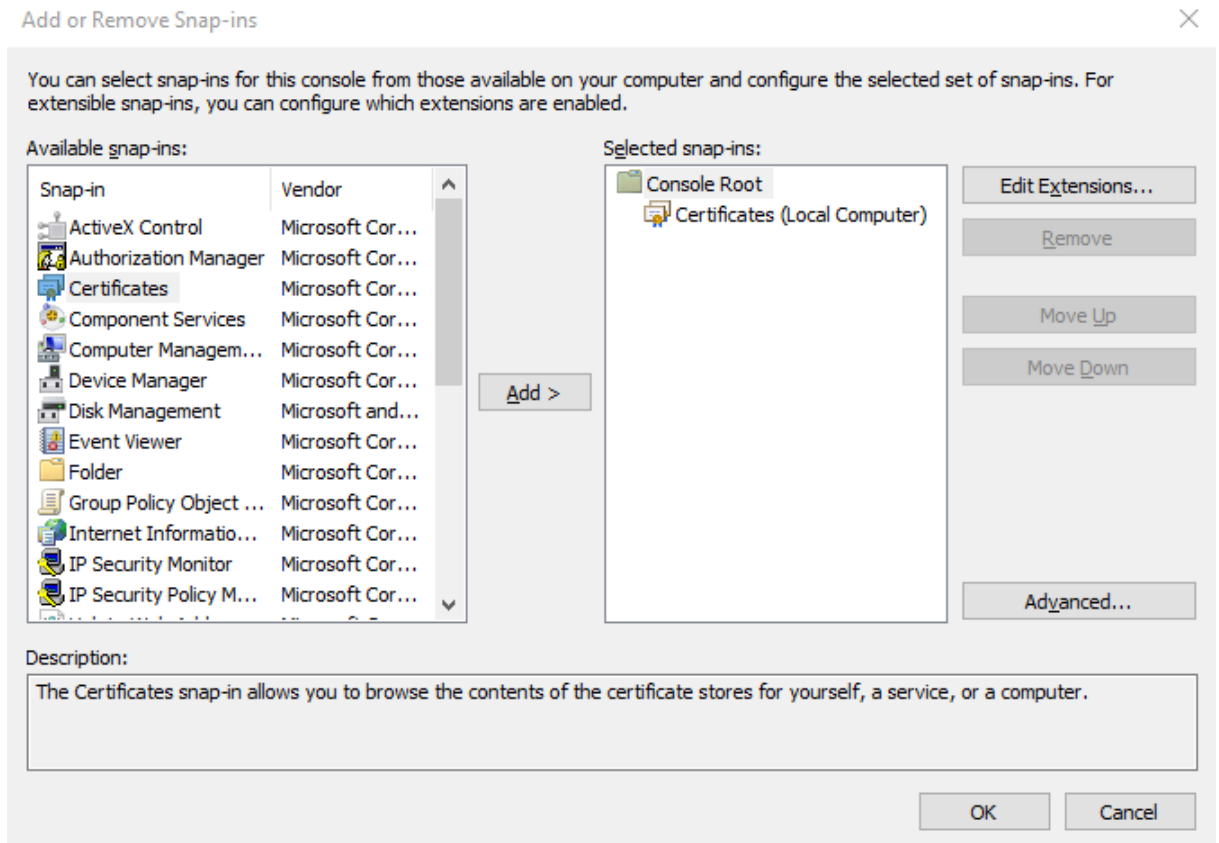 Add or Remove Snap-ins
You can select snap-ins for this console from those available on your computer and configure the selected set of snap-ins. For
extensible snap-ins, you can configure which extensions are enabled.
Available snap-ins:
Snap-in Vendor
ActiveX Control Microsoft Cor...
Authorization Manager Microsoft Cor...
Certificates Microsoft Cor...
Component Services Microsoft Cor...
Computer Managem... Microsoft Cor...
Device Manager Microsoft Cor...
Disk Management Microsoft and...
Event Viewer Microsoft Cor...
Folder Microsoft Cor...
Group Policy Object ... Microsoft Cor...
Internet Informatio... Microsoft Cor...
IP Security Monitor Microsoft Cor...
IP Security Policy M... Microsoft Cor...
Add >
Selected snap-ins:
Console Root
Certificates (Local Computer)
Edit Extensions...
Remove
Move Up
Move Down
Advanced...
Description:
The Certificates snap-in allows you to browse the contents of the certificate stores for yourself, a service, or a computer.
OK
Cancel